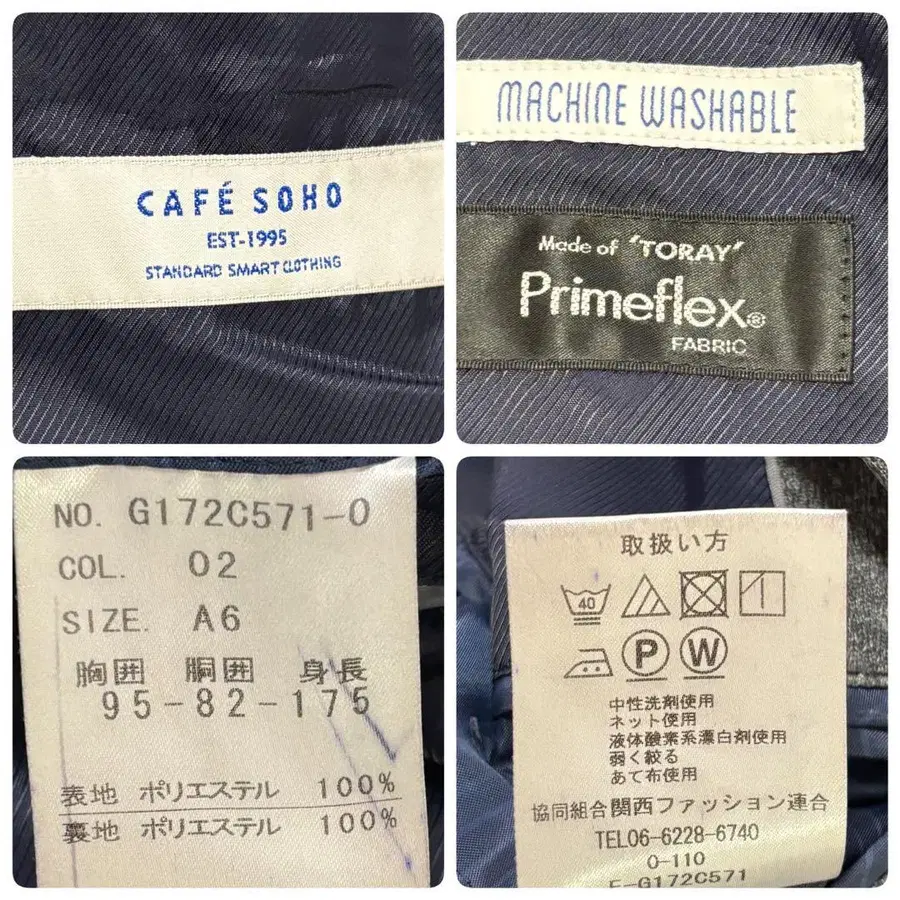 CAFÉ SOHO
EST-1995
STANDARD SMART CLOTHING
MACHINE WASHABLE
Made of "TORAY"
Primeflex®
FABRIC
NO. G172C571-0
COL. 02
SIZE. A6
胸囲 胴囲 身長
95-82-175
表地 ポリエステル 100%
裏地 ポリエステル 100%
取扱い方
40
P W
中性洗剤使用
ネット使用
液体酸素系漂白剤使用
弱く絞る
あて布使用
協同組合関西ファッション連合
TEL06-6228-6740
0-110
F-G172C571